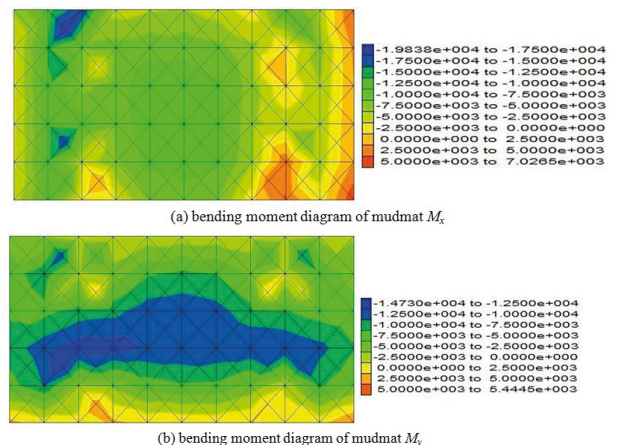 -1.9838e+004 to -1.7500e+004
-1.7500e+004 to -1.5000e+004
-1.5000e+004 to -1.2500e+004
-1.2500e+004 to -1.0000e+004
-1.0000e+004 to -7.5000e+003
-7.5000e+003 to -5.0000e+003
-5.0000e+003 to -2.5000e+003
-2.5000e+003 to 0.0000e+000
0.0000e+000 to 2.5000e+003
2.5000e+003 to 5.0000e+003
5.0000e+003 to 7.0265e+003
(a) bending moment diagram of mudmat Mx
-1.4730e+004 to -1.2500e+004
-1.2500e+004 to -1.0000e+004
-1.0000e+004 to -7.5000e+003
-7.5000e+003 to -5.0000e+003
-5.0000e+003 to -2.5000e+003
-2.5000e+003 to 0.0000e+000
0.0000e+000 to 2.5000e+003
2.5000e+003 to 5.0000e+003
5.0000e+003 to 5.4445e+003
(b) bending moment diagram of mudmat My